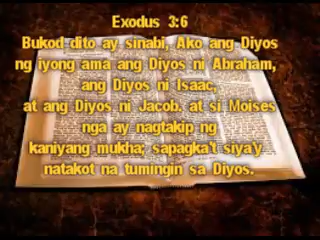 Exodus 3:6
Bukod dito ay sinabi, Ako ang Diyos
ng iyong ama ang Diyos ni Abraham,
ang Diyos ni Isaac,
at ang Diyos ni Jacob. at si Moises
nga ay nagtakip ng
kaniyang mukha; sapagka't siya'y
natakot na tumingin sa Diyos.